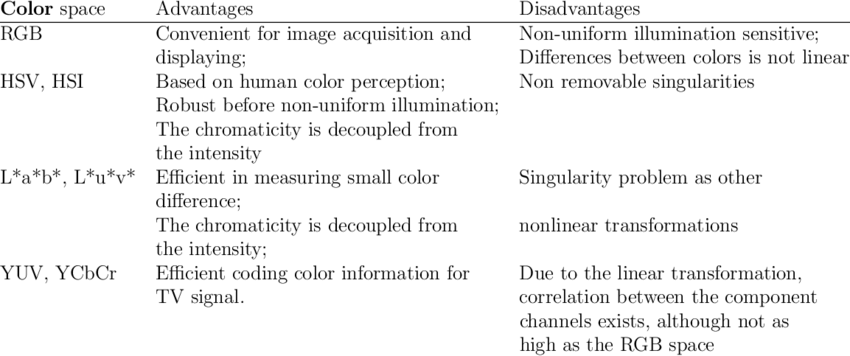 Color space Advantages Disadvantages
RGB Convenient for image acquisition and Non-uniform illumination sensitive;
displaying; Differences between colors is not linear
HSV, HSI Based on human color perception; Non removable singularities
Robust before non-uniform illumination;
The chromaticity is decoupled from
the intensity
L*a*b*, L*u*v* Efficient in measuring small color Singularity problem as other
difference;
The chromaticity is decoupled from nonlinear transformations
the intensity;
YUV, YCbCr Efficient coding color information for Due to the linear transformation,
TV signal. correlation between the component
channels exists, although not as
high as the RGB space